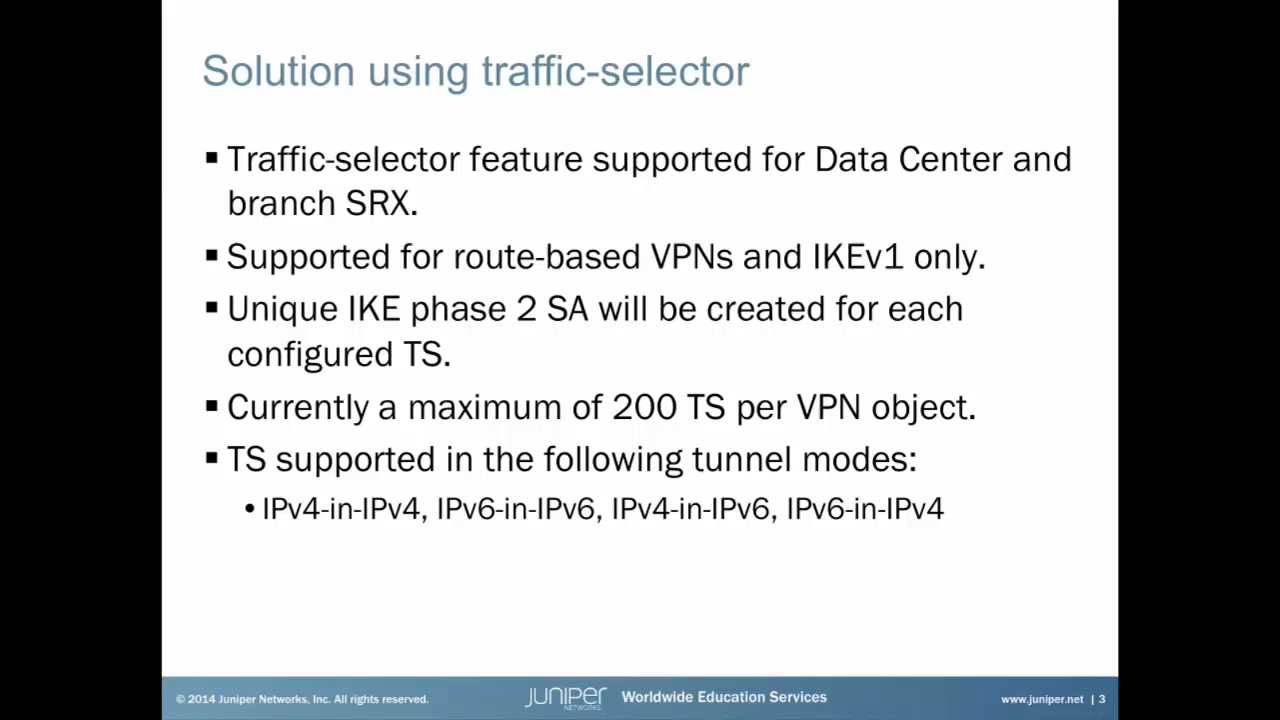 Solution using traffic-selector
▪ Traffic-selector feature supported for Data Center and
branch SRX.
▪ Supported for route-based VPNs and IKEv1 only.
▪ Unique IKE phase 2 SA will be created for each
configured TS.
▪ Currently a maximum of 200 TS per VPN object.
▪ TS supported in the following tunnel modes:
• IPv4-in-IPv4, IPv6-in-IPv6, IPv4-in-IPv6, IPv6-in-IPv4
© 2014 Juniper Networks, Inc. All rights reserved.
JUNIPER
NETWORKS
Worldwide Education Services
www.juniper.net | 3